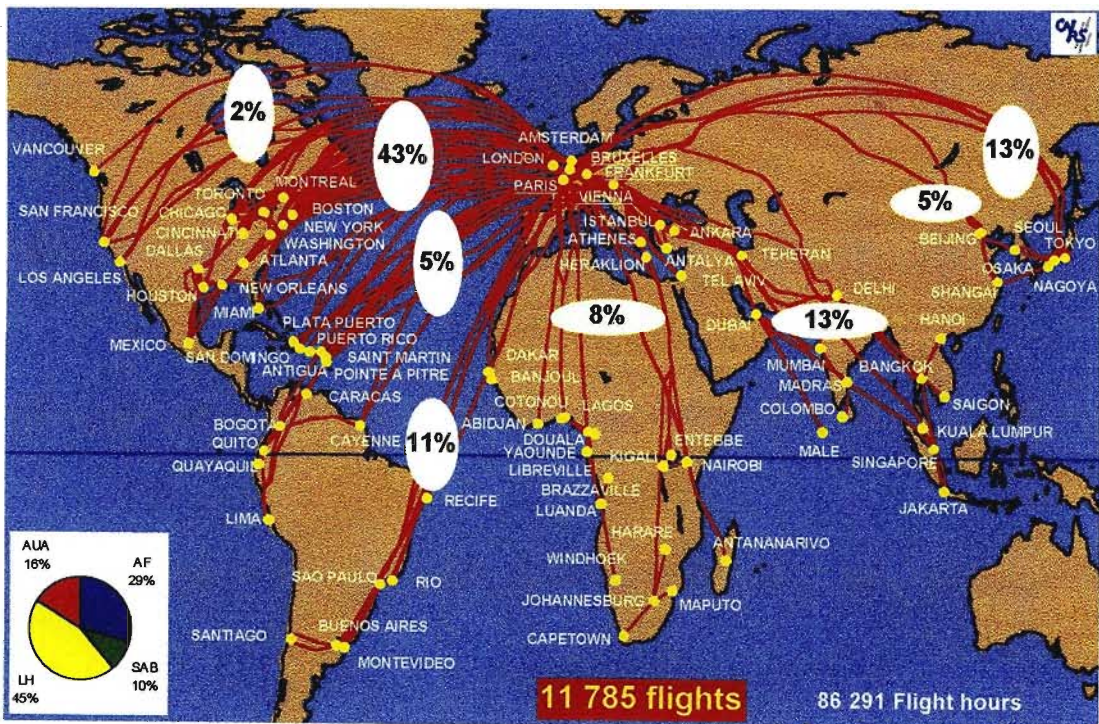 CNRS
2%
43%
13%
5%
5%
8%
13%
11%
VANCOUVER
AMSTERDAM
LONDON
BRUXELLES
FRANKFURT
PARIS
VIENNA
MONTREAL
TORONTO
SAN FRANCISCO
CHICAGO
BOSTON
CINCINNATI
NEW YORK
DALLAS
WASHINGTON
ISTANBUL
ANKARA
ATHENES
TEHERAN
BEIJING
SEOUL
TOKYO
LOS ANGELES
ATLANTA
HERAKLION
ANTALYA
TEL AVIV
OSAKA
NAGOYA
HOUSTON
NEW ORLEANS
DELHI
SHANGAI
MIAMI
DUBAI
HANOI
PLATA PUERTO
MEXICO
PUERTO RICO
SAN DOMINGO
SAINT MARTIN
ANTIGUA
POINTE A PITRE
DAKAR
BANJOUL
MUMBAI
BANGKOK
MADRAS
CARACAS
COTONOU
LAGOS
COLOMBO
SAIGON
BOGOTA
CAYENNE
ABIDJAN
DOUALA
ENTEBBE
MALE
KUALA LUMPUR
QUITO
YAOUNDE
KIGALI
NAIROBI
SINGAPORE
QUAYAQUIL
LIBREVILLE
BRAZZAVILLE
RECIFE
LUANDA
JAKARTA
LIMA
HARARE
ANTANANARIVO
WINDHOEK
SAO PAULO
RIO
JOHANNESBURG
MAPUTO
CAPETOWN
BUENOS AIRES
SANTIAGO
MONTEVIDEO
AUA
16%
AF
29%
SAB
10%
LH
45%
11 785 flights
86 291 Flight hours